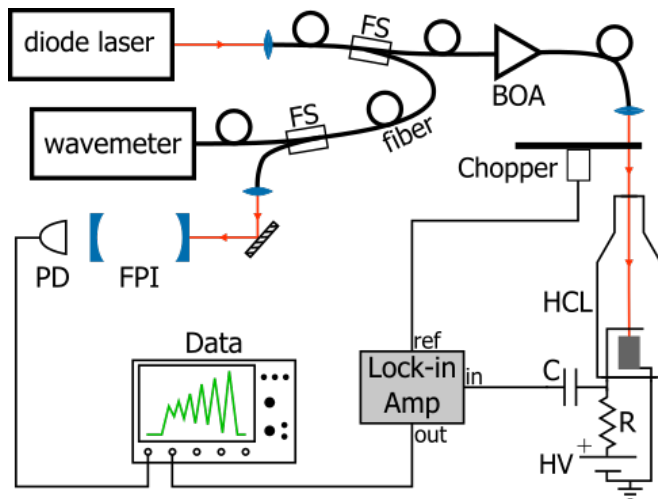 diode laser
FS
BOA
wavemeter
FS
fiber
Chopper
PD
FPI
HCL
Data
ref
Lock-in
Amp
in
out
C
R
HV
+